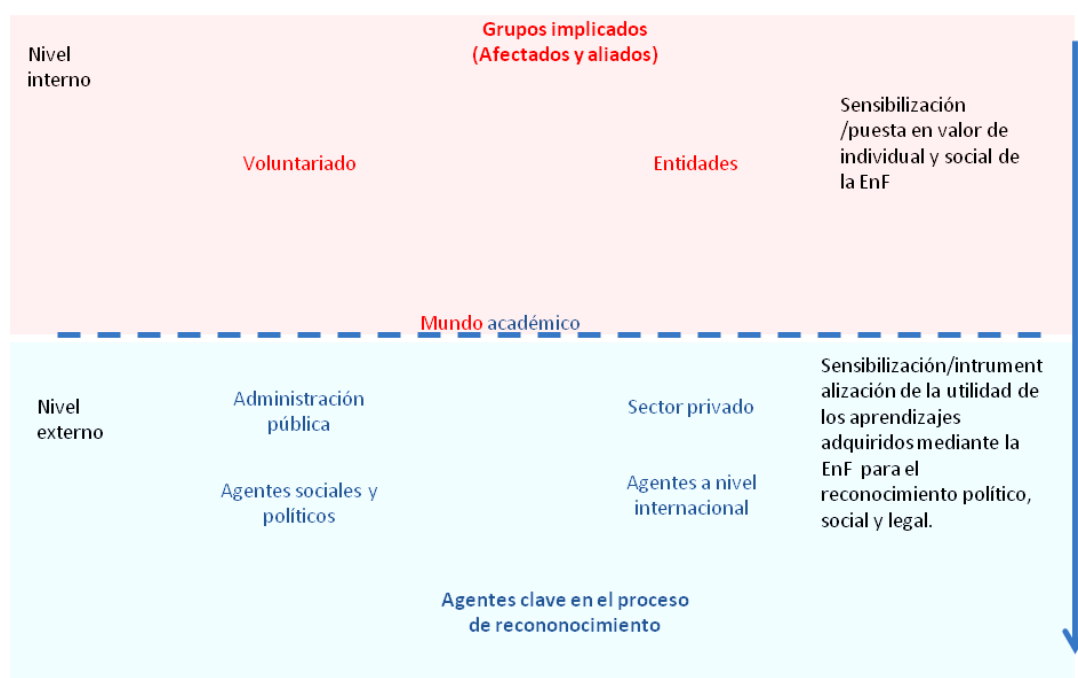 Grupos implicados
(Afectados y aliados)
Nivel
interno
Sensibilización
/puesta en valor de
individual y social de
la EnF
Voluntariado
Entidades
Mundo académico
Sensibilización/intrument
alización de la utilidad de
los aprendizajes
adquiridos mediante la
EnF para el
reconocimiento político,
social y legal.
Nivel
externo
Administración
pública
Sector privado
Agentes sociales y
políticos
Agentes a nivel
internacional
Agentes clave en el proceso
de recononocimiento